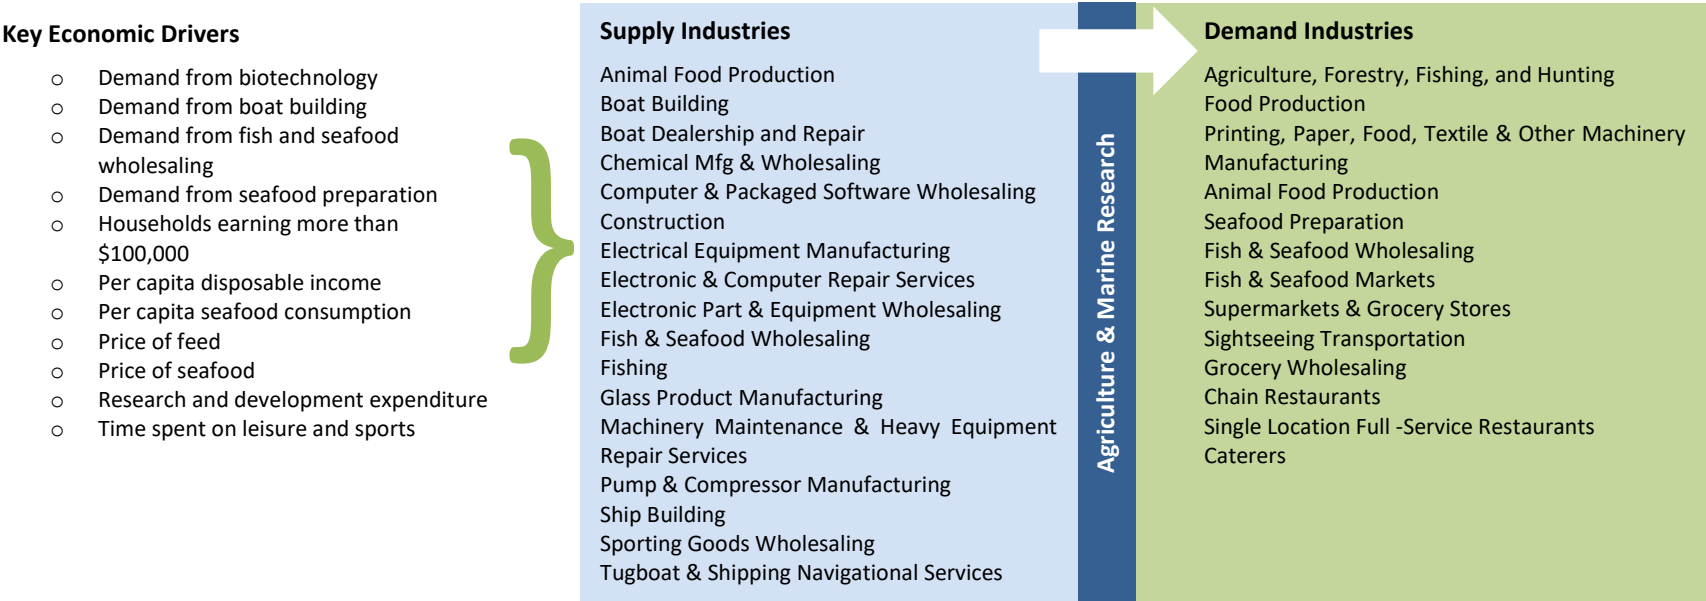 Key Economic Drivers
o Demand from biotechnology
o Demand from boat building
o Demand from fish and seafood
wholesaling
o Demand from seafood preparation
o Households earning more than
$100,000
o Per capita disposable income
o Per capita seafood consumption
o Price of feed
o Price of seafood
o Research and development expenditure
o Time spent on leisure and sports
Supply Industries
Animal Food Production
Boat Building
Boat Dealership and Repair
Chemical Mfg & Wholesaling
Computer & Packaged Software Wholesaling
Construction
Electrical Equipment Manufacturing
Electronic & Computer Repair Services
Electronic Part & Equipment Wholesaling
Fish & Seafood Wholesaling
Fishing
Glass Product Manufacturing
Machinery Maintenance & Heavy Equipment
Repair Services
Pump & Compressor Manufacturing
Ship Building
Sporting Goods Wholesaling
Tugboat & Shipping Navigational Services
Agriculture & Marine Research
Demand Industries
Agriculture, Forestry, Fishing, and Hunting
Food Production
Printing, Paper, Food, Textile & Other Machinery
Manufacturing
Animal Food Production
Seafood Preparation
Fish & Seafood Wholesaling
Fish & Seafood Markets
Supermarkets & Grocery Stores
Sightseeing Transportation
Grocery Wholesaling
Chain Restaurants
Single Location Full -Service Restaurants
Caterers